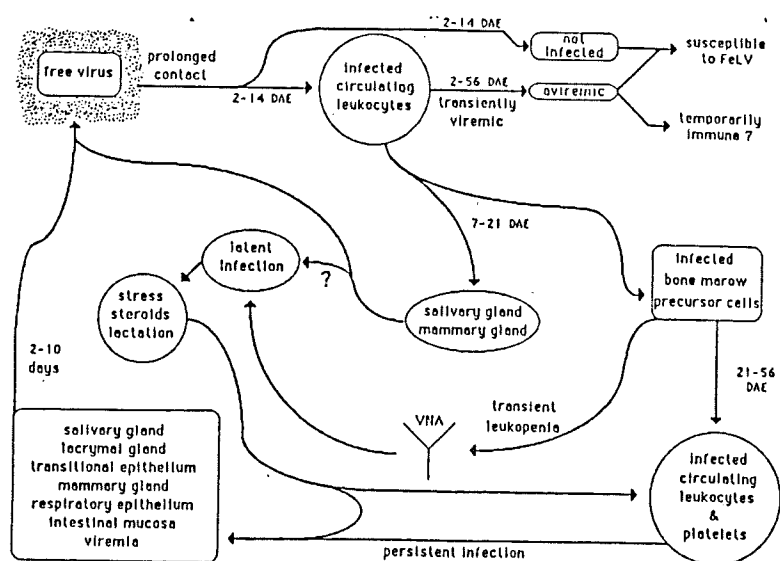 2-14 DAE
free virus
prolonged
contact
2-14 DAE
infected
circulating
leukocytes
not
infected
susceptible
to FeLV
2-56 DAE
transiently
viremic
aviremic
temporarily
immune ?
7-21 DAE
latent
infection
?
stress
steroids
lactation
salivary gland
mammary gland
infected
bone marow
precursor cells
2-10
days
21-56
DAE
transient
leukopenia
VNA
salivary gland
lacrymal gland
transitional epithelium
mammary gland
respiratory epithelium
intestinal mucosa
viremia
infected
circulating
leukocytes
&
platelets
persistent infection